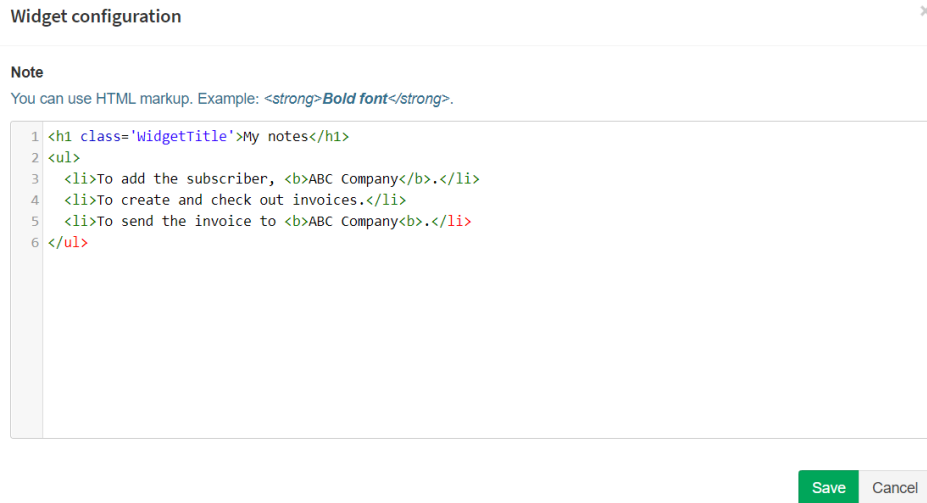 Widget configuration
×
Note
You can use HTML markup. Example: <strong>Bold font</strong>.
1 <h1 class='WidgetTitle'>My notes</h1>
2 <ul>
3   <li>To add the subscriber, <b>ABC Company</b>.</li>
4   <li>To create and check out invoices.</li>
5   <li>To send the invoice to <b>ABC Company<b>.</li>
6 </ul>
Save Cancel